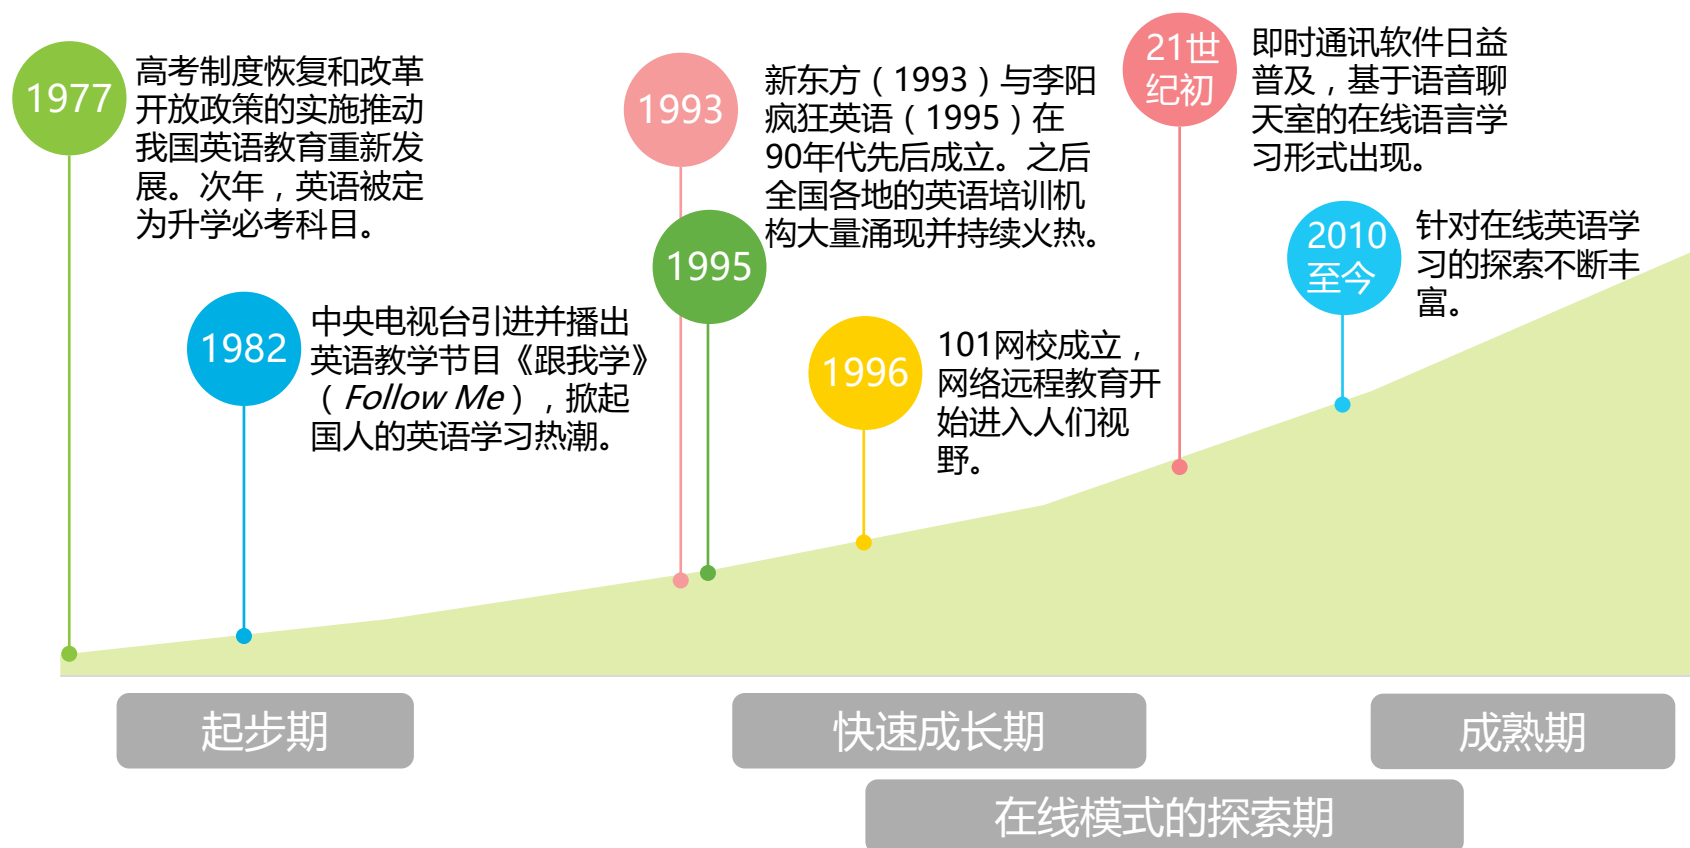 1977
高考制度恢复和改革
开放政策的实施推动
我国英语教育重新发
展。次年，英语被定
为升学必考科目。
1982
中央电视台引进并播出
英语教学节目《跟我学》
（Follow Me），掀起
国人的英语学习热潮。
1993
1995
新东方（1993）与李阳
疯狂英语（1995）在
90年代先后成立。之后
全国各地的英语培训机
构大量涌现并持续火热。
1996
101网校成立，
网络远程教育开
始进入人们视
野。
21世
纪初
即时通讯软件日益
普及，基于语音聊
天室的在线语言学
习形式出现。
2010
至今
针对在线英语学
习的探索不断丰
富。
起步期
快速成长期
成熟期
在线模式的探索期